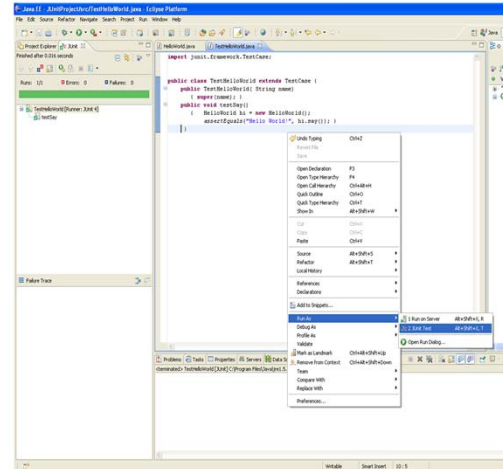 Java EE - JUnitProject/src/TestHelloWorld.java - Eclipse Platform
File Edit Source Refactor Navigate Search Project Run Window Help
Project Explorer JUnit
Finished after 0.016 seconds
Runs: 1/1 Errors: 0 Failures: 0
TestHelloWorld [Runner: JUnit 4]
testSay
Failure Trace
HelloWorld.java TestHelloWorld.java
import junit.framework.TestCase;
public class TestHelloWorld extends TestCase {
public TestHelloWorld( String name)
{ super(name); }
public void testSay()
{ HelloWorld hi = new HelloWorld();
assertEquals("Hello World!", hi.say()); }
}
Undo Typing Ctrl+Z
Revert File
Save
Open Declaration F3
Open Type Hierarchy F4
Open Call Hierarchy Ctrl+Alt+H
Quick Outline Ctrl+O
Quick Type Hierarchy Ctrl+T
Show In Alt+Shift+W
Cut Ctrl+X
Copy Ctrl+C
Paste Ctrl+V
Source Alt+Shift+S
Refactor Alt+Shift+T
Local History
References
Declarations
Add to Snippets...
Run As
Debug As
Profile As
Validate
Mark as Landmark Ctrl+Alt+Shift+Up
Remove from Context Ctrl+Alt+Shift+Down
Team
Compare With
Replace With
Preferences...
1 Run on Server Alt+Shift+X, R
2 JUnit Test Alt+Shift+X, T
Open Run Dialog...
Problems Tasks Properties Servers Data S
<terminated> TestHelloWorld [JUnit] C:\Program Files\Java\jre1.5.
Writable Smart Insert 10 : 5